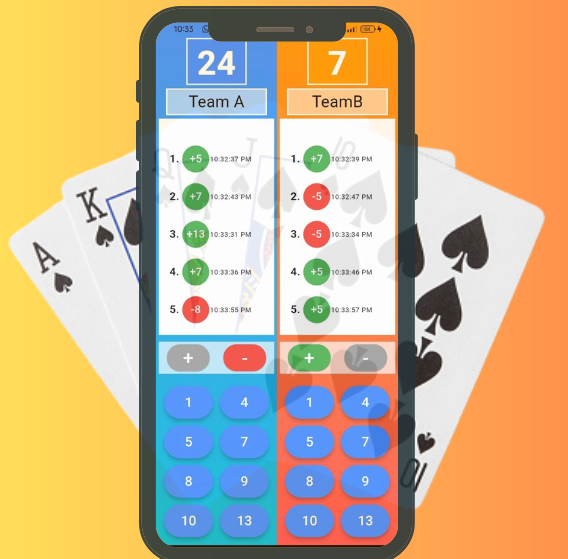 10:33
64
24
7
Team A
TeamB
1. +5 10:32:37 PM
1. +7 10:32:39 PM
2. +7 10:32:43 PM
2. -5 10:32:47 PM
3. +13 10:33:31 PM
3. -5 10:33:34 PM
4. +7 10:33:36 PM
4. +5 10:33:46 PM
5. -8 10:33:55 PM
5. +5 10:33:57 PM
+ -
+ -
1 4
1 4
5 7
5 7
8 9
8 9
10 13
10 13
A
K
Q
J
10
10